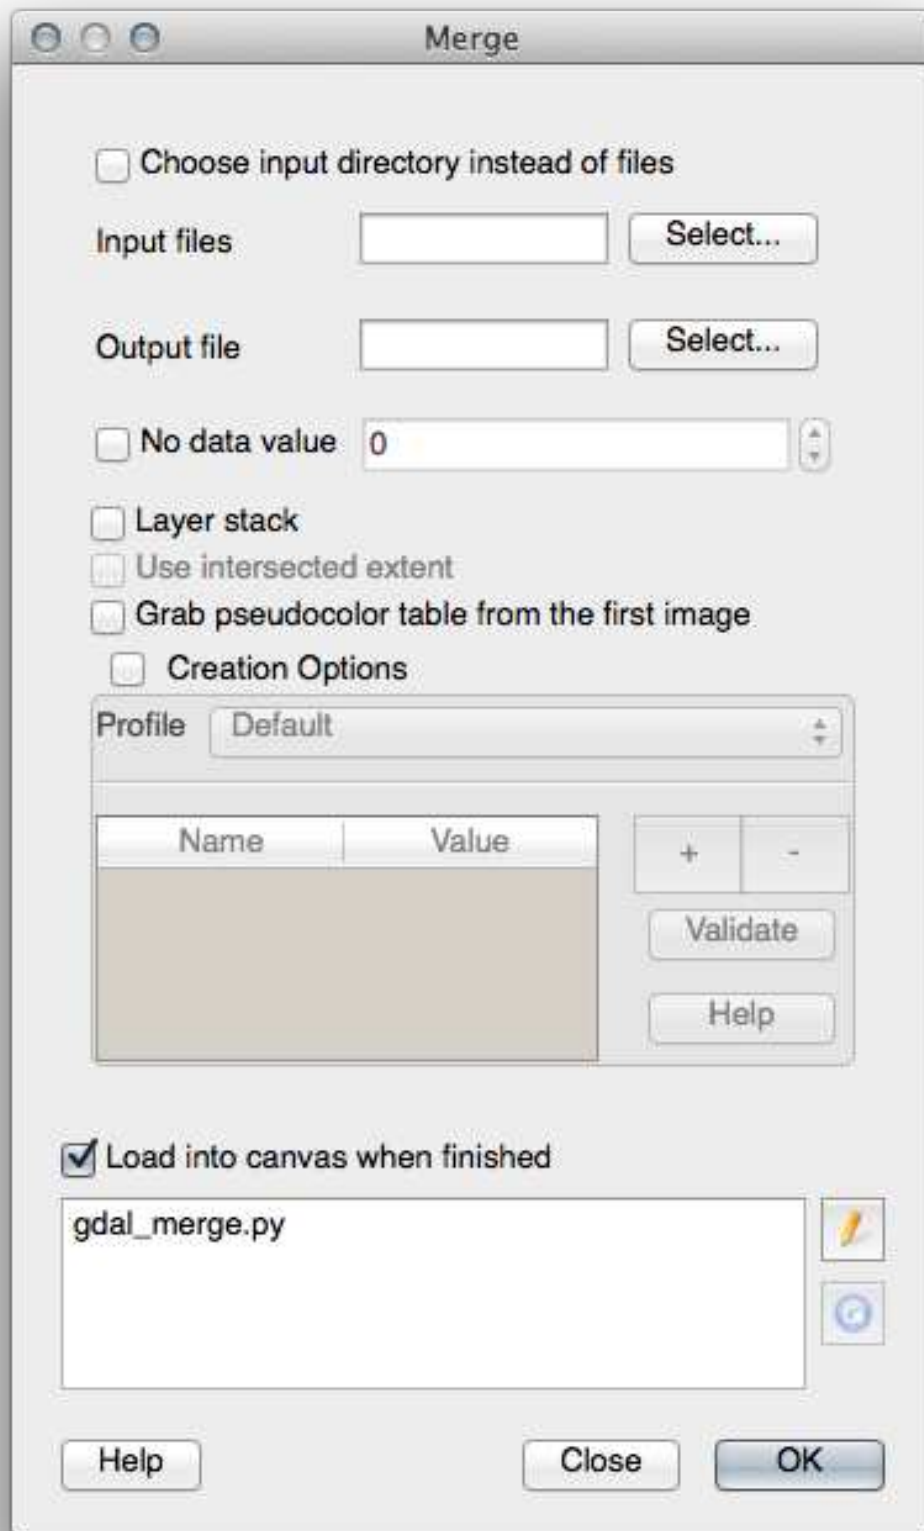 Merge
Choose input directory instead of files
Input files Select...
Output file Select...
No data value 0
Layer stack
Use intersected extent
Grab pseudocolor table from the first image
Creation Options
Profile Default
Name Value + -
Validate
Help
Load into canvas when finished
gdal_merge.py
Help Close OK